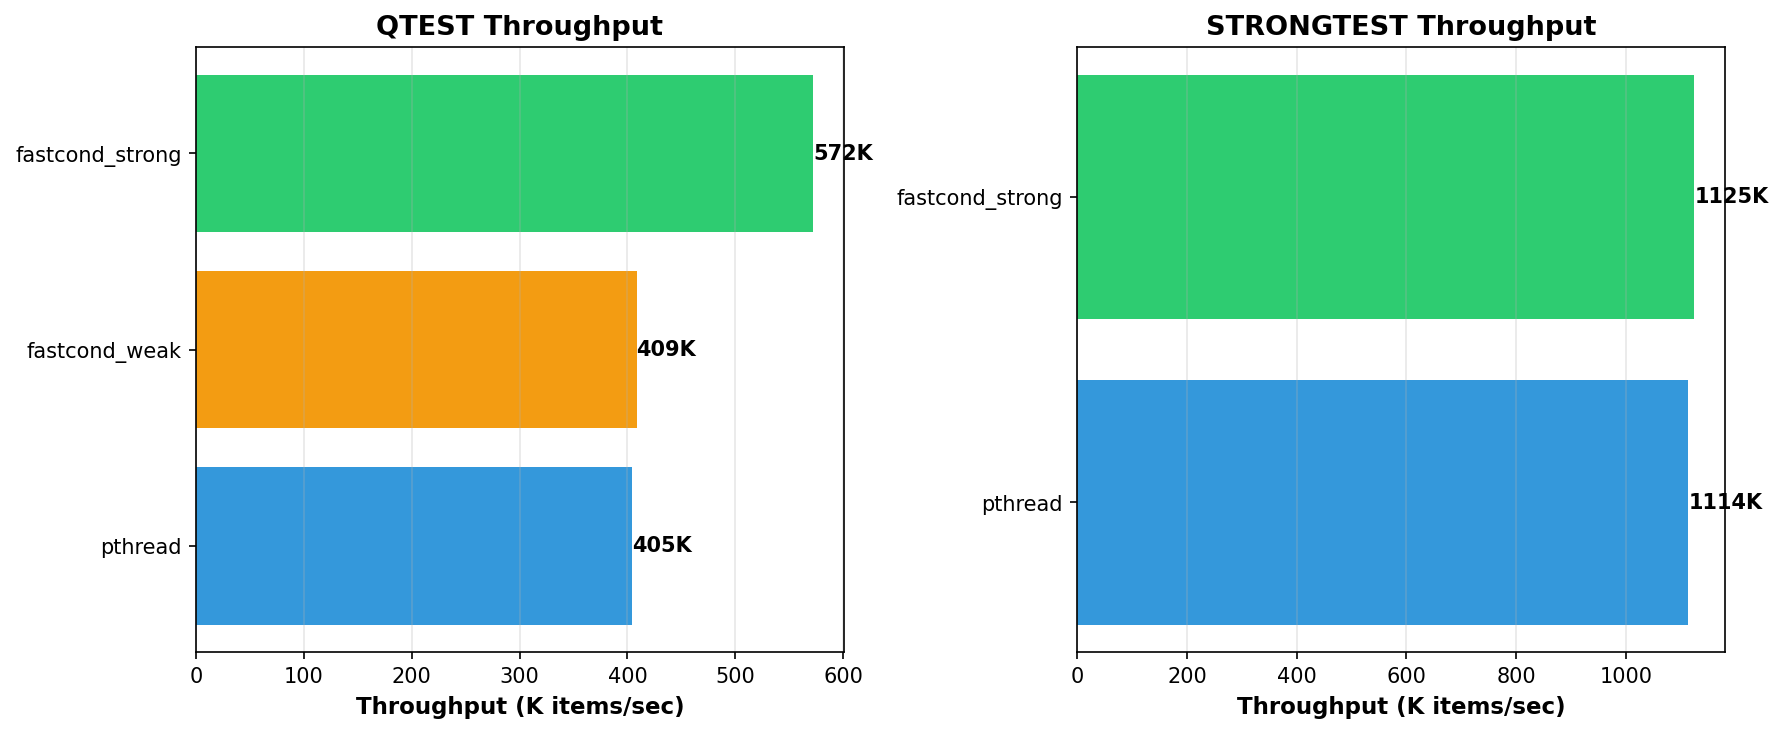 QTEST Throughput
fastcond_strong
572K
fastcond_weak
409K
pthread
405K
0 100 200 300 400 500 600
Throughput (K items/sec)
STRONGTEST Throughput
fastcond_strong
1125K
pthread
1114K
0 200 400 600 800 1000
Throughput (K items/sec)